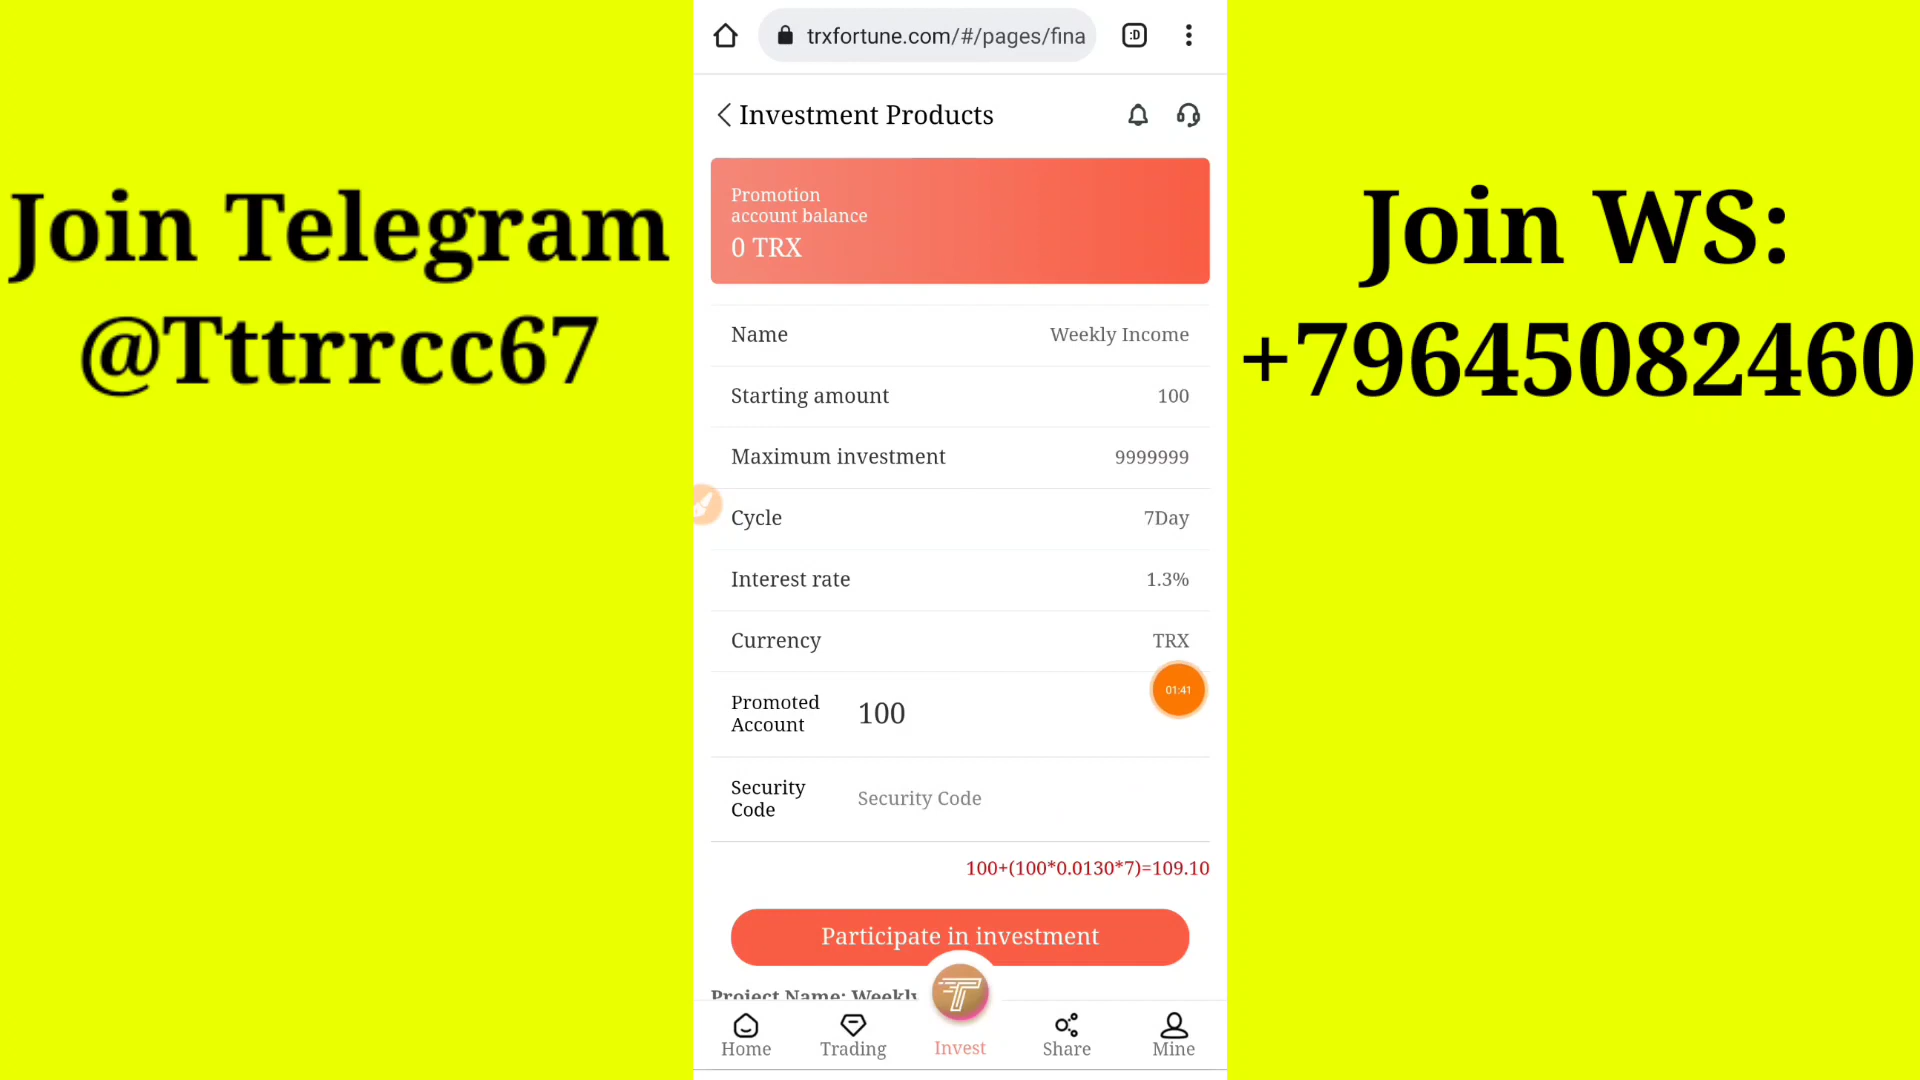 Join Telegram
@Tttrrcc67
trxfortune.com/#/pages/fina
:D
Investment Products
Promotion
account balance
0 TRX
Name Weekly Income
Starting amount 100
Maximum investment 9999999
Cycle 7Day
Interest rate 1.3%
Currency TRX
01:41
Promoted
Account 100
Security
Code Security Code
100+(100*0.0130*7)=109.10
Participate in investment
Project Name: Weekly
Home Trading Invest Share Mine
Join WS:
+79645082460